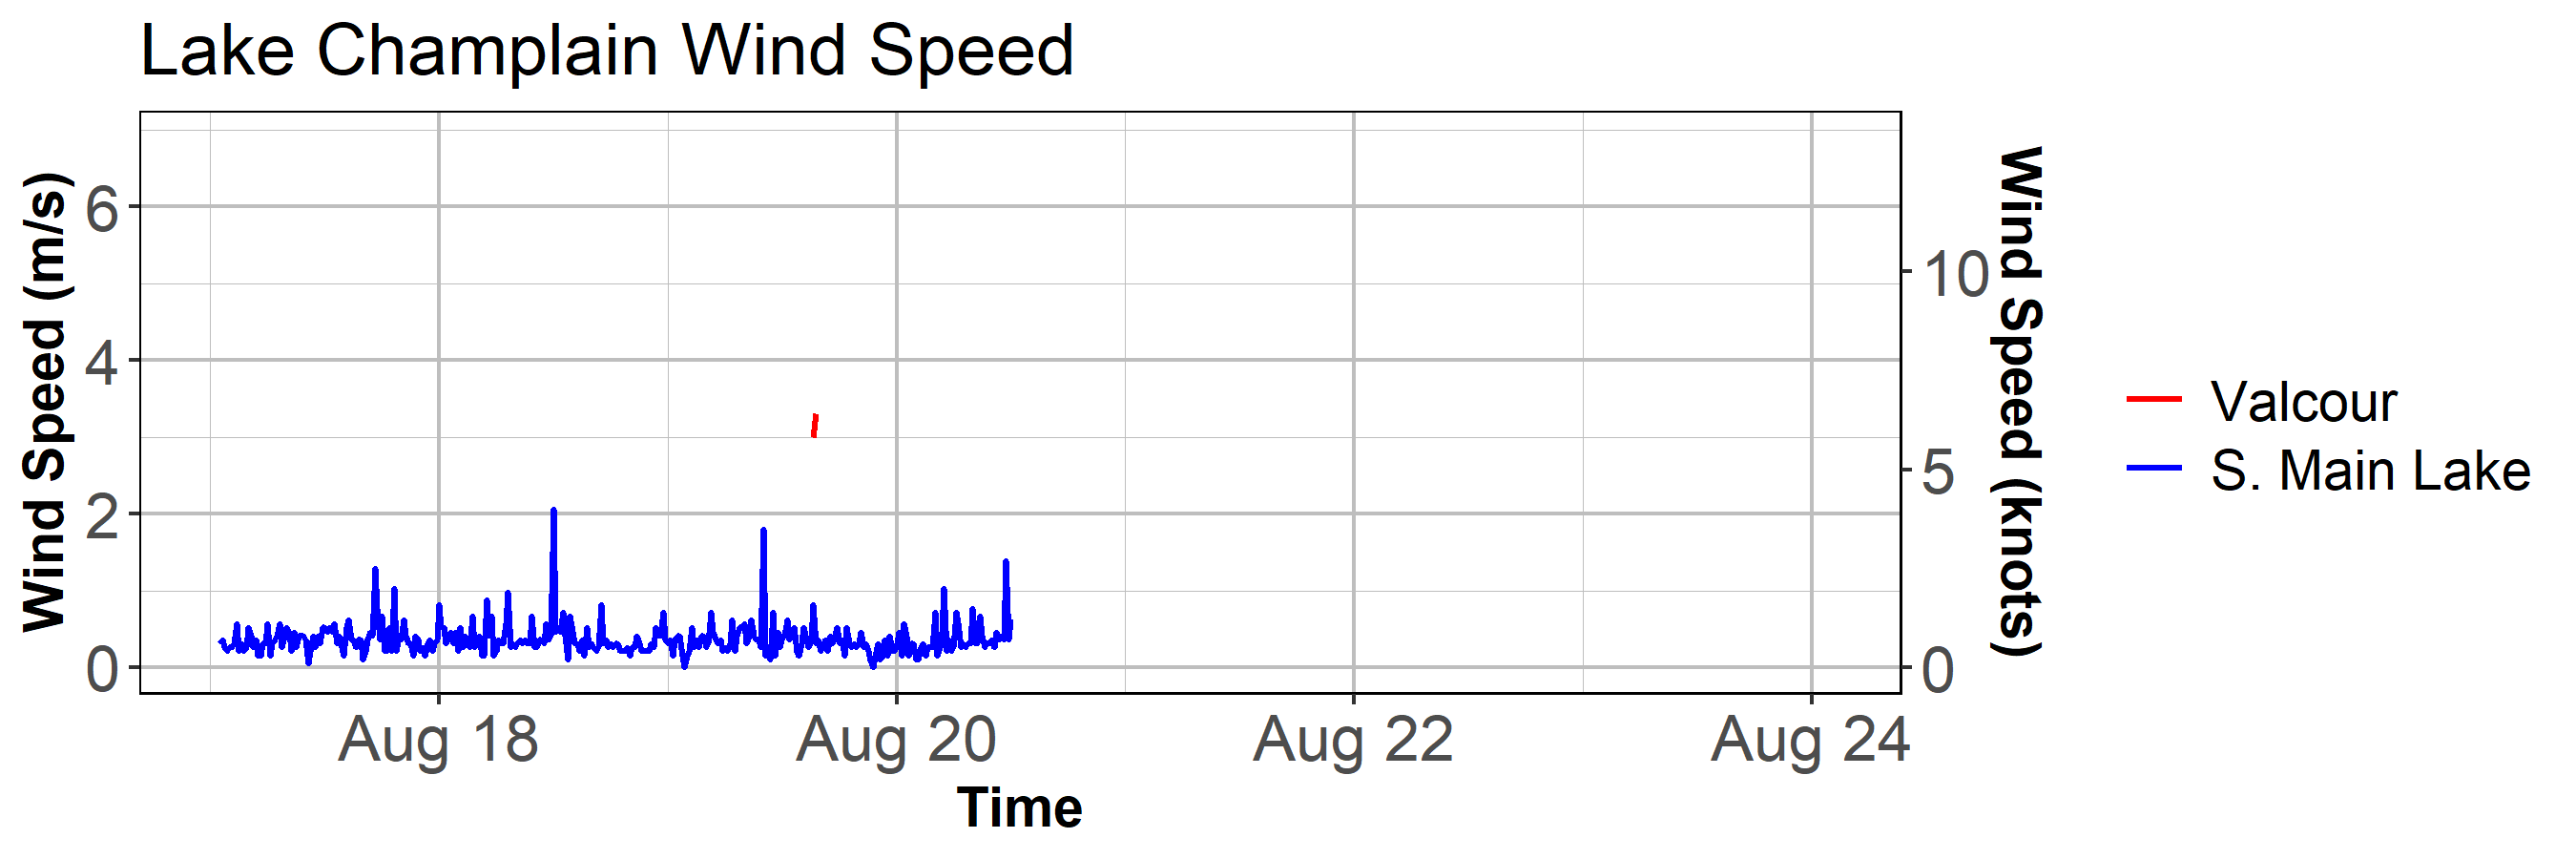 Lake Champlain Wind Speed
Wind Speed (m/s)
6
4
2
0
10
5
0
Wind Speed (knots)
Aug 18
Aug 20
Aug 22
Aug 24
Time
Valcour
S. Main Lake